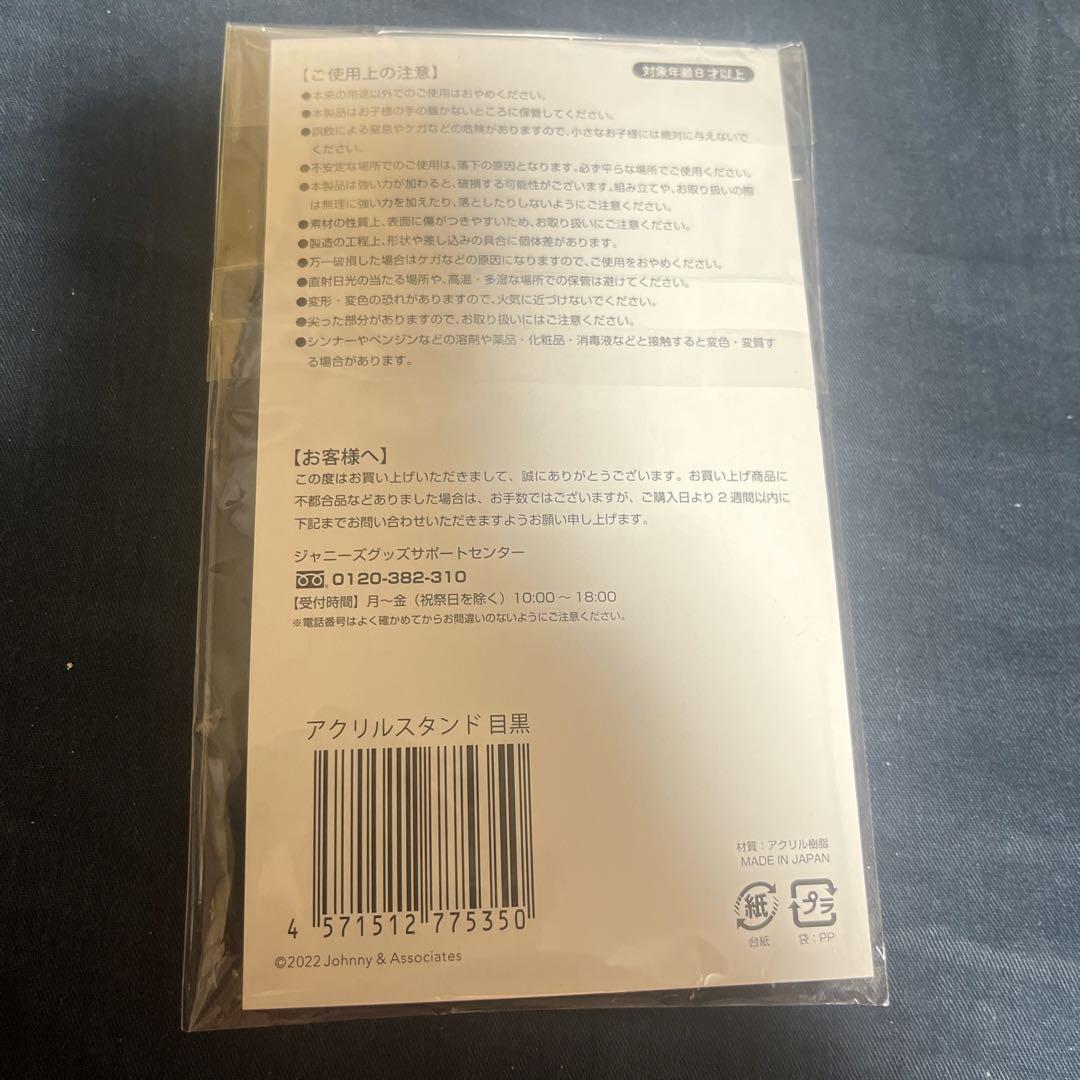 【ご使用上の注意】
対象年齢8才以上
●本来の用途以外でのご使用はおやめください。
●本製品はお子様の手の届かないところに保管してください。
●誤飲による窒息やケガなどの危険がありますので、小さなお子様には絶対に与えないで
ください。
●不安定な場所でのご使用は、落下の原因となります。必ず平らな場所でご使用ください。
●本製品は強い力が加わると、破損する可能性がございます。組み立てや、お取り扱いの際
は無理に強い力を加えたり、落としたりしないようにご注意ください。
●素材の性質上、表面に傷がつきやすいため、お取り扱いにご注意ください。
●製造の工程上、形状や差し込みの具合に個体差があります。
●万一破損した場合はケガなどの原因になりますので、ご使用をおやめください。
●直射日光の当たる場所や、高温・多湿な場所での保管は避けてください。
●変形・変色の恐れがありますので、火気に近づけないでください。
●尖った部分がありますので、お取り扱いにはご注意ください。
●シンナーやベンジンなどの溶剤や薬品・化粧品・消毒液などと接触すると変色・変質す
る場合があります。
【お客様へ】
この度はお買い上げいただきまして、誠にありがとうございます。お買い上げ商品に
不都合品などありました場合は、お手数ではございますが、ご購入日より2週間以内に
下記までお問い合わせいただきますようお願い申し上げます。
ジャニーズグッズサポートセンター
0120-382-310
【受付時間】月〜金（祝祭日を除く）10:00〜18:00
※電話番号はよく確かめてからお間違いのないようにご注意ください。
アクリルスタンド 目黒
4 571512 775350
©2022 Johnny & Associates
材質：アクリル樹脂
MADE IN JAPAN
紙 プラ
台紙 袋：PP